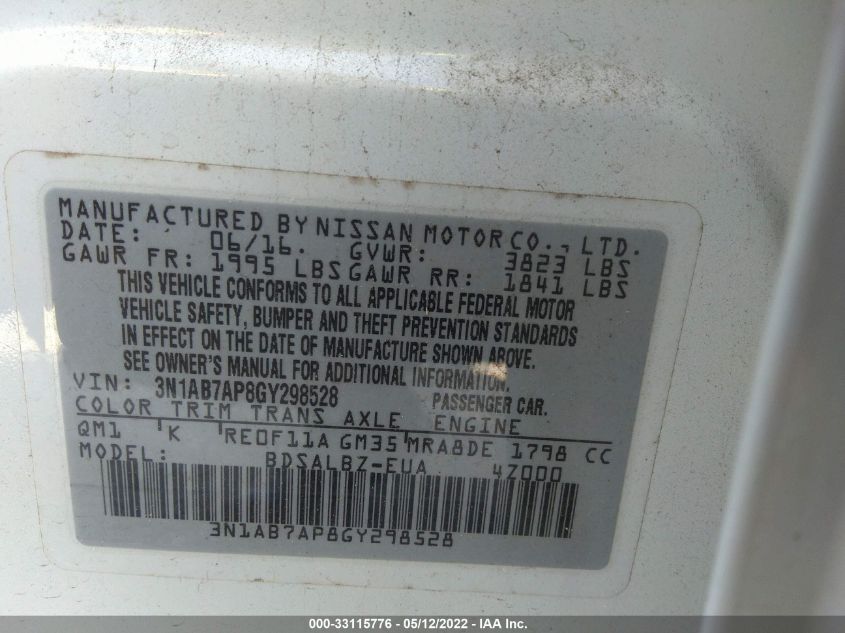 MANUFACTURED BY NISSAN MOTOR CO., LTD.
DATE: 06/16. GVWR: 3823 LBS
GAWR FR: 1995 LBS GAWR RR: 1841 LBS
THIS VEHICLE CONFORMS TO ALL APPLICABLE FEDERAL MOTOR
VEHICLE SAFETY, BUMPER AND THEFT PREVENTION STANDARDS
IN EFFECT ON THE DATE OF MANUFACTURE SHOWN ABOVE.
SEE OWNER'S MANUAL FOR ADDITIONAL INFORMATION.
VIN: 3N1AB7AP8GY298528 PASSENGER CAR.
COLOR TRIM TRANS AXLE ENGINE
QM1 K RE0F11A GM35 MRA8DE 1798 CC
MODEL: BDSALBZ-EUA 4Z000
3N1AB7AP8GY298528
000-33115776 - 05/12/2022 - IAA Inc.